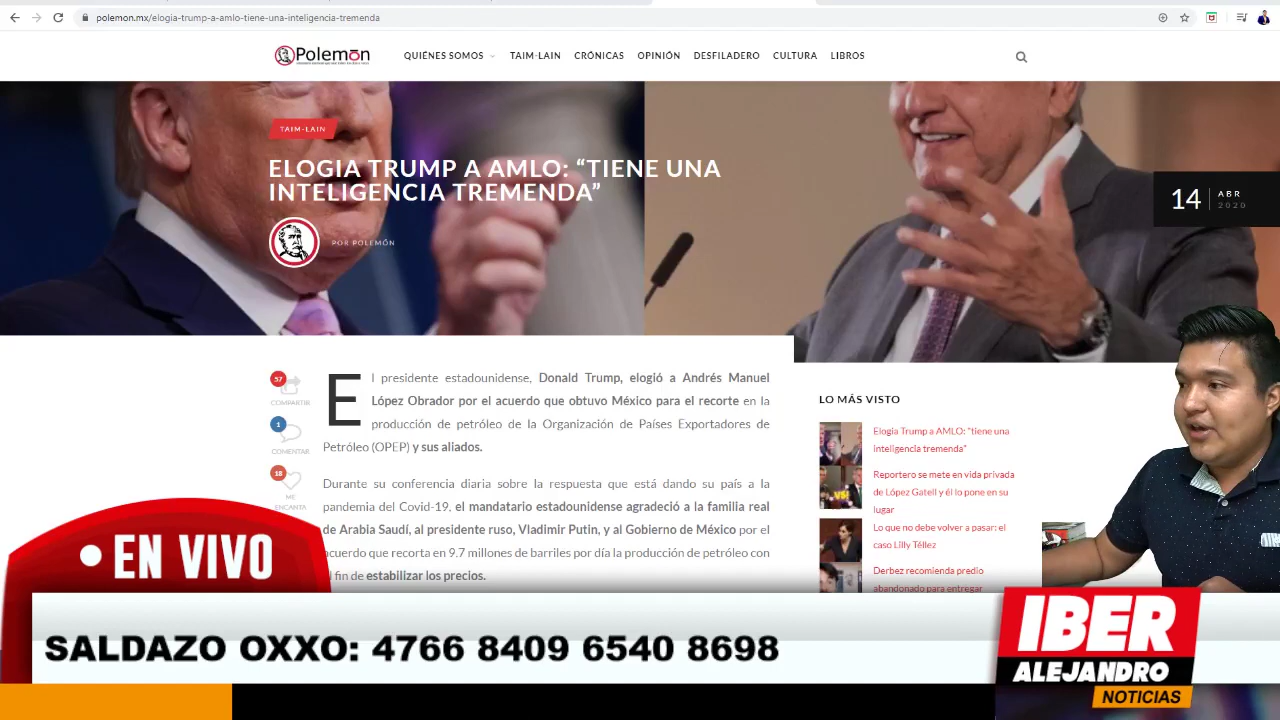 polemon.mx/elogia-trump-a-amlo-tiene-una-inteligencia-tremenda
Polemōn
QUIÉNES SOMOS
TAIM-LAIN
CRÓNICAS
OPINIÓN
DESFILADERO
CULTURA
LIBROS
TAIM-LAIN
ELOGIA TRUMP A AMLO: “TIENE UNA
INTELIGENCIA TREMENDA”
POR POLEMÓN
14
ABR
2020
57
COMPARTIR
1
COMENTAR
18
ME
ENCANTA
El presidente estadounidense, Donald Trump, elogió a Andrés Manuel
López Obrador por el acuerdo que obtuvo México para el recorte en la
producción de petróleo de la Organización de Países Exportadores de
Petróleo (OPEP) y sus aliados.
Durante su conferencia diaria sobre la respuesta que está dando su país a la
pandemia del Covid-19, el mandatario estadounidense agradeció a la familia real
de Arabia Saudí, al presidente ruso, Vladimir Putin, y al Gobierno de México por el
acuerdo que recorta en 9.7 millones de barriles por día la producción de petróleo con
el fin de estabilizar los precios.
LO MÁS VISTO
Elogia Trump a AMLO: "tiene una
inteligencia tremenda"
Reportero se mete en vida privada
de López Gatell y él lo pone en su
lugar
Lo que no debe volver a pasar: el
caso Lilly Téllez
Derbez recomienda predio
abandonado para entregar
EN VIVO
SALDAZO OXXO: 4766 8409 6540 8698
IBER
ALEJANDRO
NOTICIAS